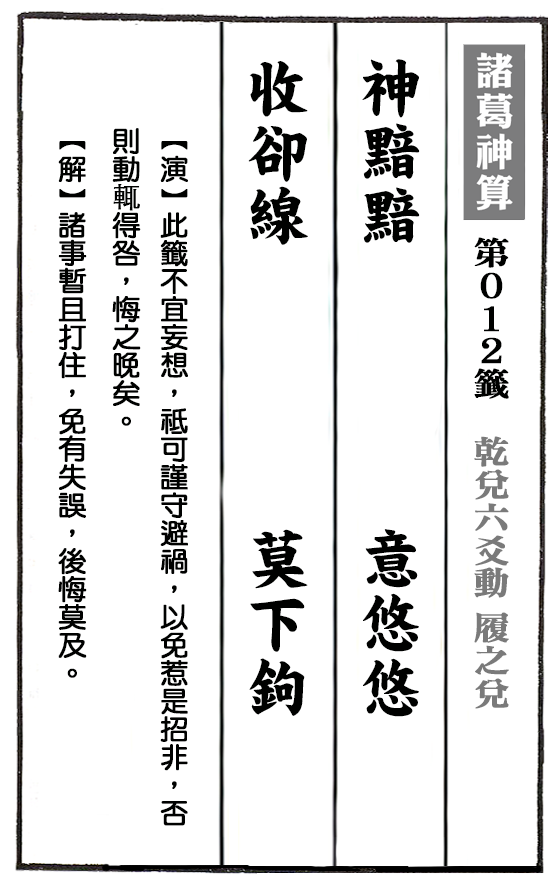 諸葛神算 第012籤 乾兌六爻動 履之兌
神黯黯 意悠悠
收卻線 莫下鉤
【演】此籤不宜妄想，祗可謹守避禍，以免惹是招非，否
則動輒得咎，悔之晚矣。
【解】諸事暫且打住，免有失誤，後悔莫及。